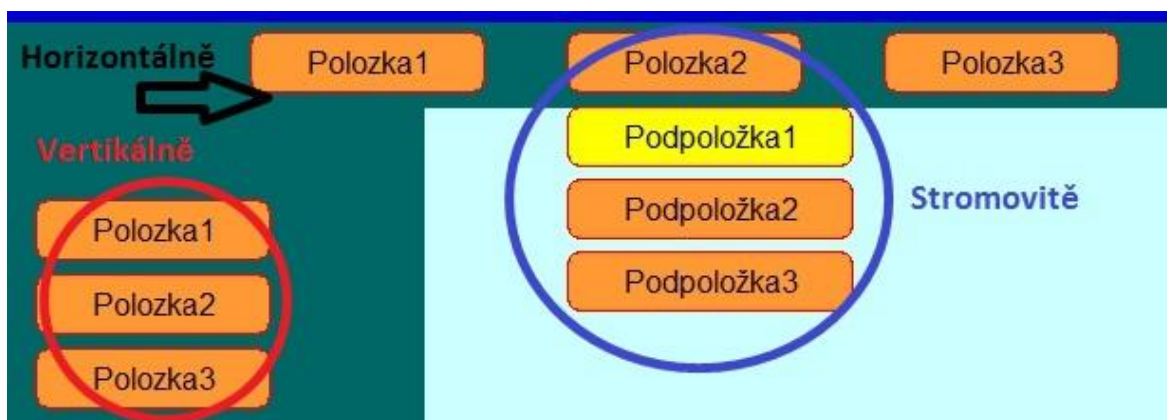 Horizontálně
Polozka1
Polozka2
Polozka3
Podpoložka1
Vertikálně
Podpoložka2
Stromovitě
Polozka1
Podpoložka3
Polozka2
Polozka3